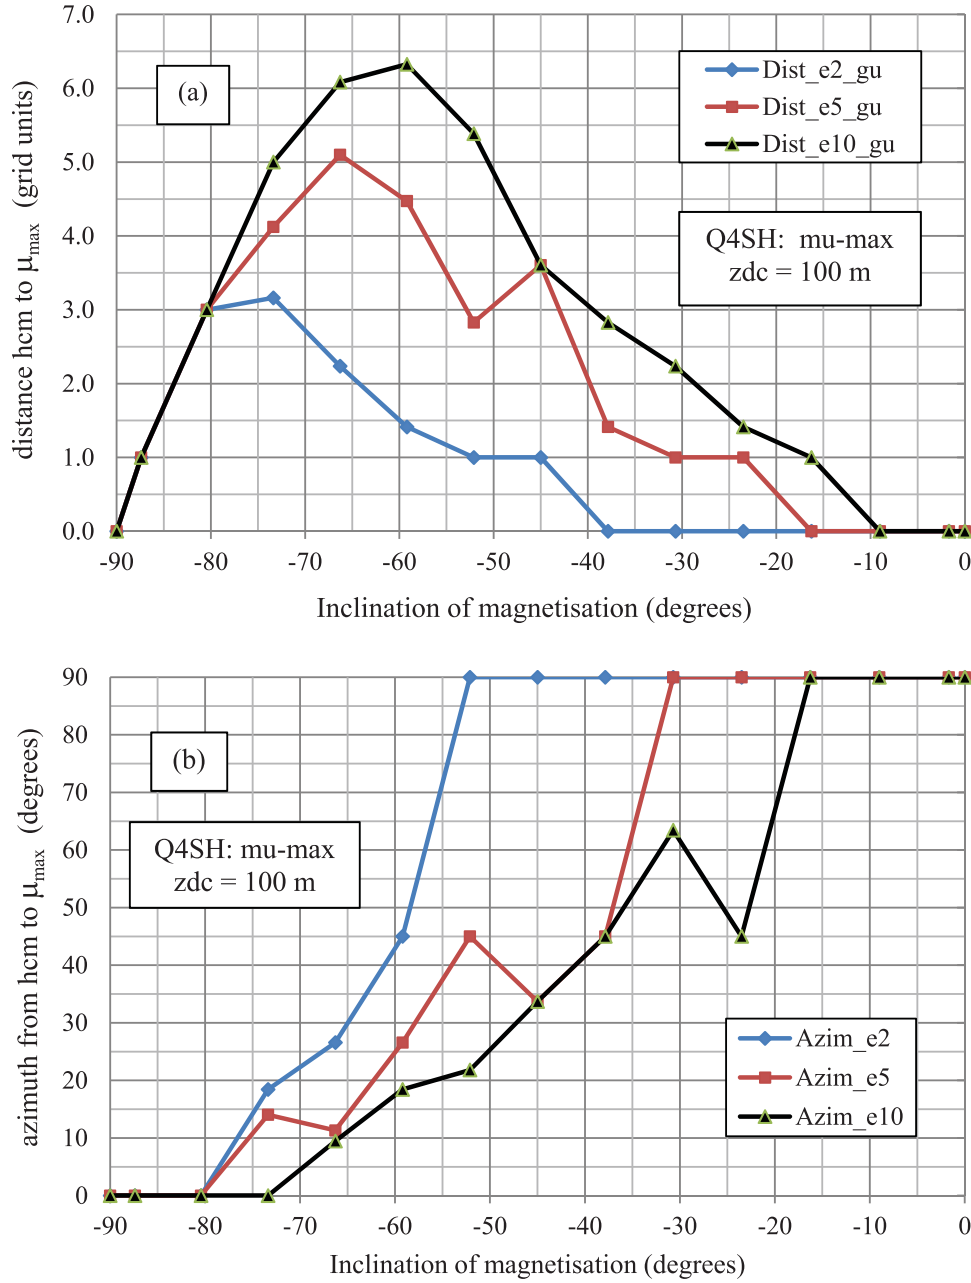 7.0
6.0
5.0
4.0
3.0
2.0
1.0
0.0
distance hcm to μmax (grid units)
(a)
Dist_e2_gu
Dist_e5_gu
Dist_e10_gu
Q4SH: mu-max
zdc = 100 m
-90 -80 -70 -60 -50 -40 -30 -20 -10 0
Inclination of magnetisation (degrees)
90
80
70
60
50
40
30
20
10
0
azimuth from hcm to μmax (degrees)
(b)
Q4SH: mu-max
zdc = 100 m
Azim_e2
Azim_e5
Azim_e10
-90 -80 -70 -60 -50 -40 -30 -20 -10 0
Inclination of magnetisation (degrees)